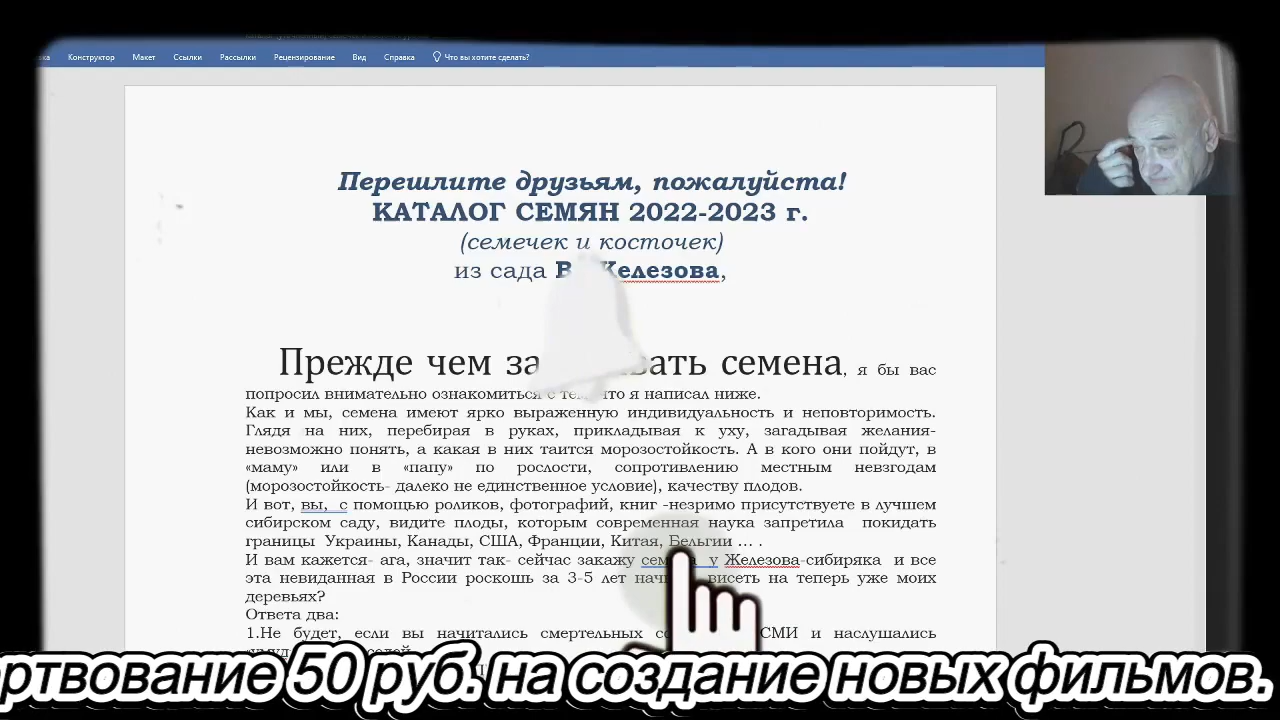 Конструктор Макет Ссылки Рассылки Рецензирование Вид Справка Что вы хотите сделать?
Перешлите друзьям, пожалуйста!
КАТАЛОГ СЕМЯН 2022-2023 г.
(семечек и косточек)
из сада Железова,
Прежде чем семена, я бы вас
попросил внимательно ознакомиться с тем, что я написал ниже.
Как и мы, семена имеют ярко выраженную индивидуальность и неповторимость.
Глядя на них, перебирая в руках, прикладывая к уху, загадывая желания-
невозможно понять, а какая в них таится морозостойкость. А в кого они пойдут, в
«маму» или в «папу» по рослости, сопротивлению местным невзгодам
(морозостойкость- далеко не единственное условие), качеству плодов.
И вот, вы, с помощью роликов, фотографий, книг -незримо присутствуете в лучшем
сибирском саду, видите плоды, которым современная наука запретила покидать
границы Украины, Канады, США, Франции, Китая, Бельгии ... .
И вам кажется- ага, значит так- сейчас закажу семена у Железова-сибиряка и все
эта невиданная в России роскошь за 3-5 лет висеть на теперь уже моих
деревьях?
Ответа два:
1.Не будет, если вы начитались смертельных СМИ и наслушались
ртвование 50 руб. на создание новых фильмов.